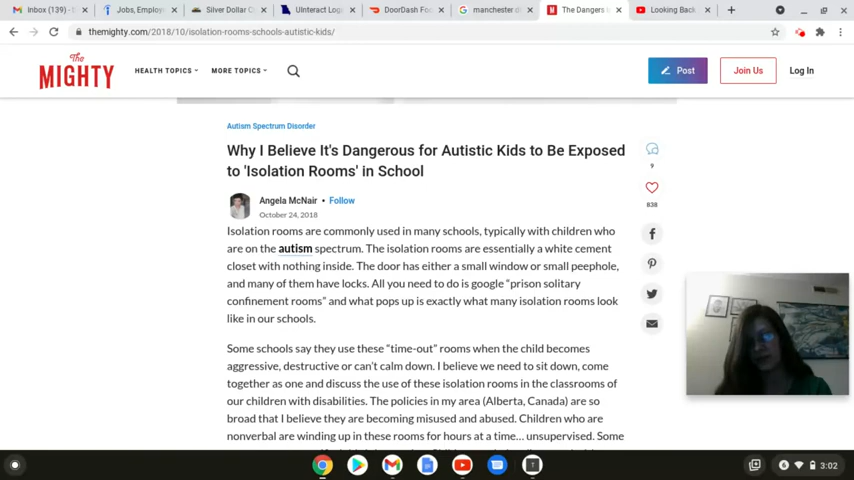 Inbox (139) -
Jobs, Employ
Silver Dollar C
UInteract Logi
DoorDash Foo
manchester d
The Dangers
Looking Back
themighty.com/2018/10/isolation-rooms-schools-autistic-kids/
The
MIGHTY
HEALTH TOPICS
MORE TOPICS
Post
Join Us
Log In
Autism Spectrum Disorder
Why I Believe It's Dangerous for Autistic Kids to Be Exposed
to 'Isolation Rooms' in School
9
838
Angela McNair • Follow
October 24, 2018
Isolation rooms are commonly used in many schools, typically with children who
are on the autism spectrum. The isolation rooms are essentially a white cement
closet with nothing inside. The door has either a small window or small peephole,
and many of them have locks. All you need to do is google “prison solitary
confinement rooms” and what pops up is exactly what many isolation rooms look
like in our schools.
Some schools say they use these “time-out” rooms when the child becomes
aggressive, destructive or can't calm down. I believe we need to sit down, come
together as one and discuss the use of these isolation rooms in the classrooms of
our children with disabilities. The policies in my area (Alberta, Canada) are so
broad that I believe they are becoming misused and abused. Children who are
nonverbal are winding up in these rooms for hours at a time… unsupervised. Some
3:02